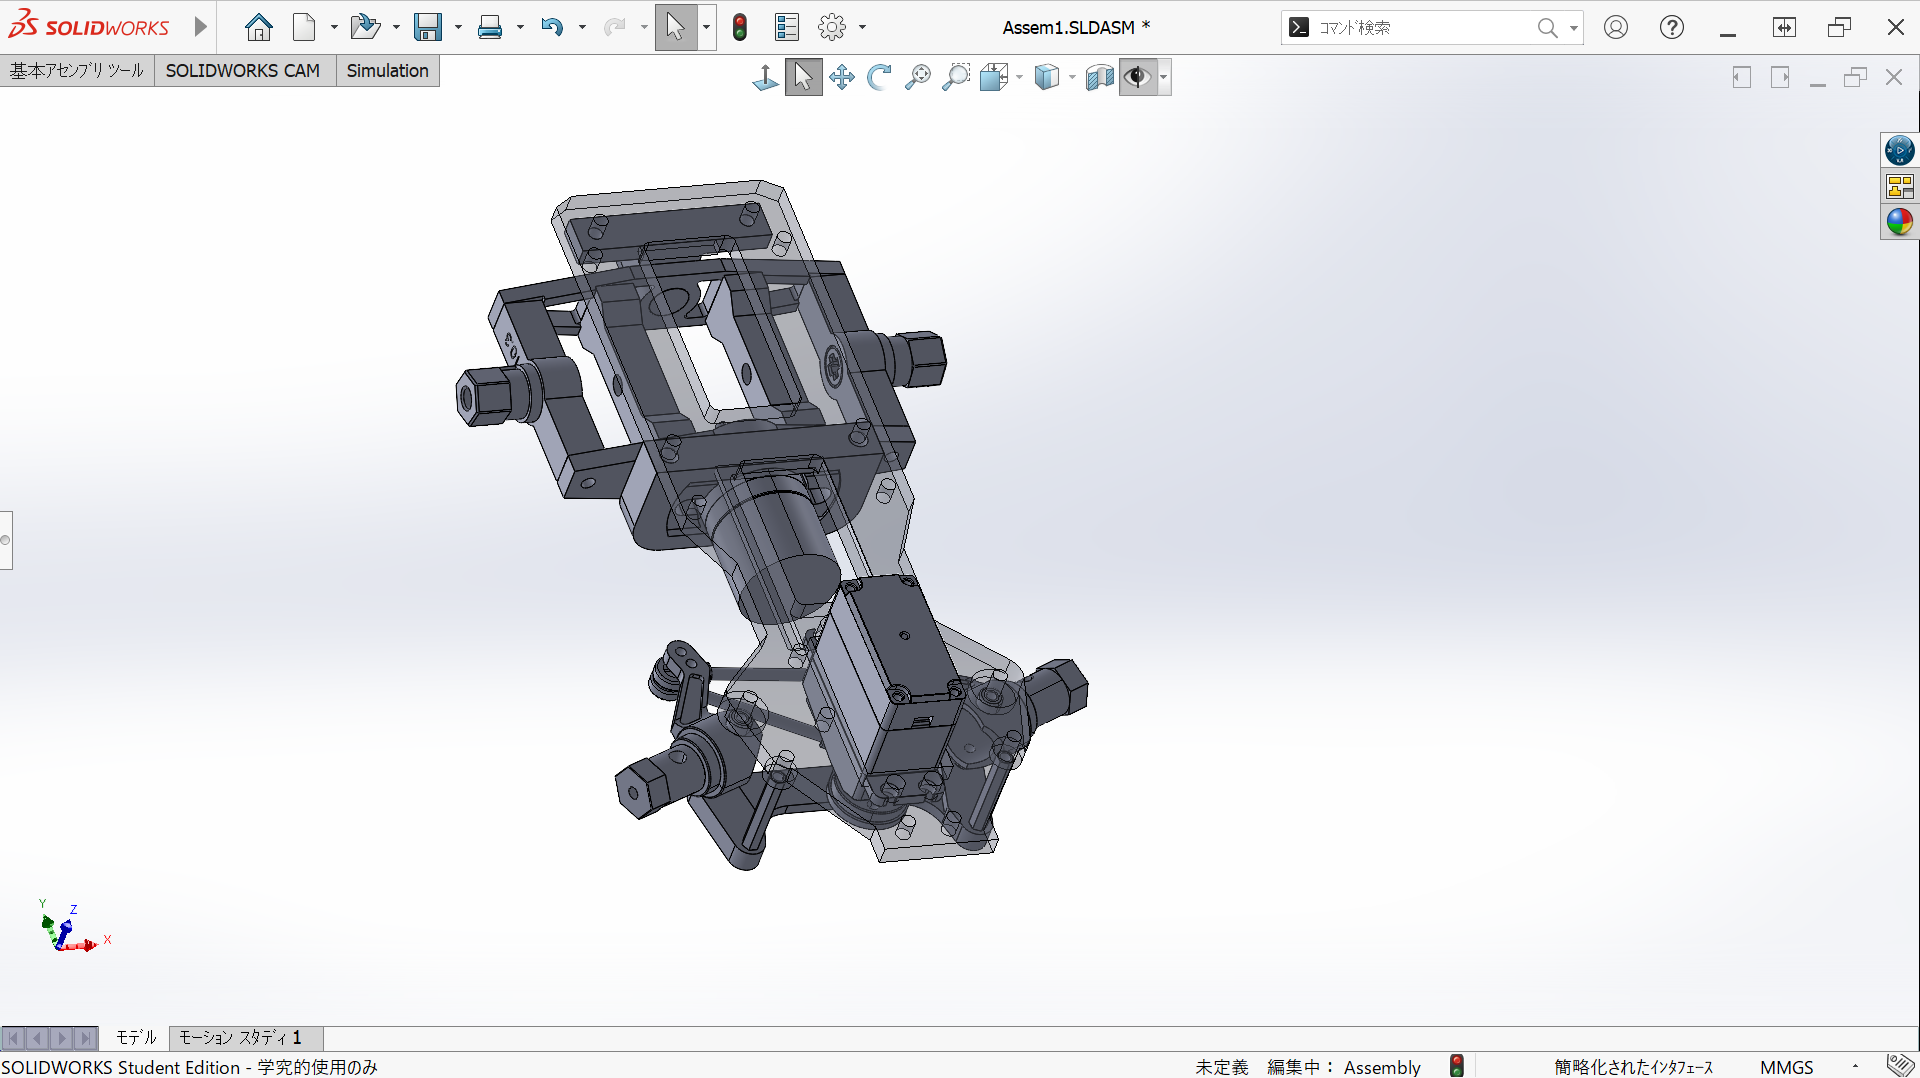 SOLIDWORKS
Assem1.SLDASM *
コマンド検索
基本アセンブリ ツール
SOLIDWORKS CAM
Simulation
Y
Z
X
モデル
モーション スタディ 1
SOLIDWORKS Student Edition - 学究的使用のみ
未定義
編集中： Assembly
簡略化されたインタフェース
MMGS